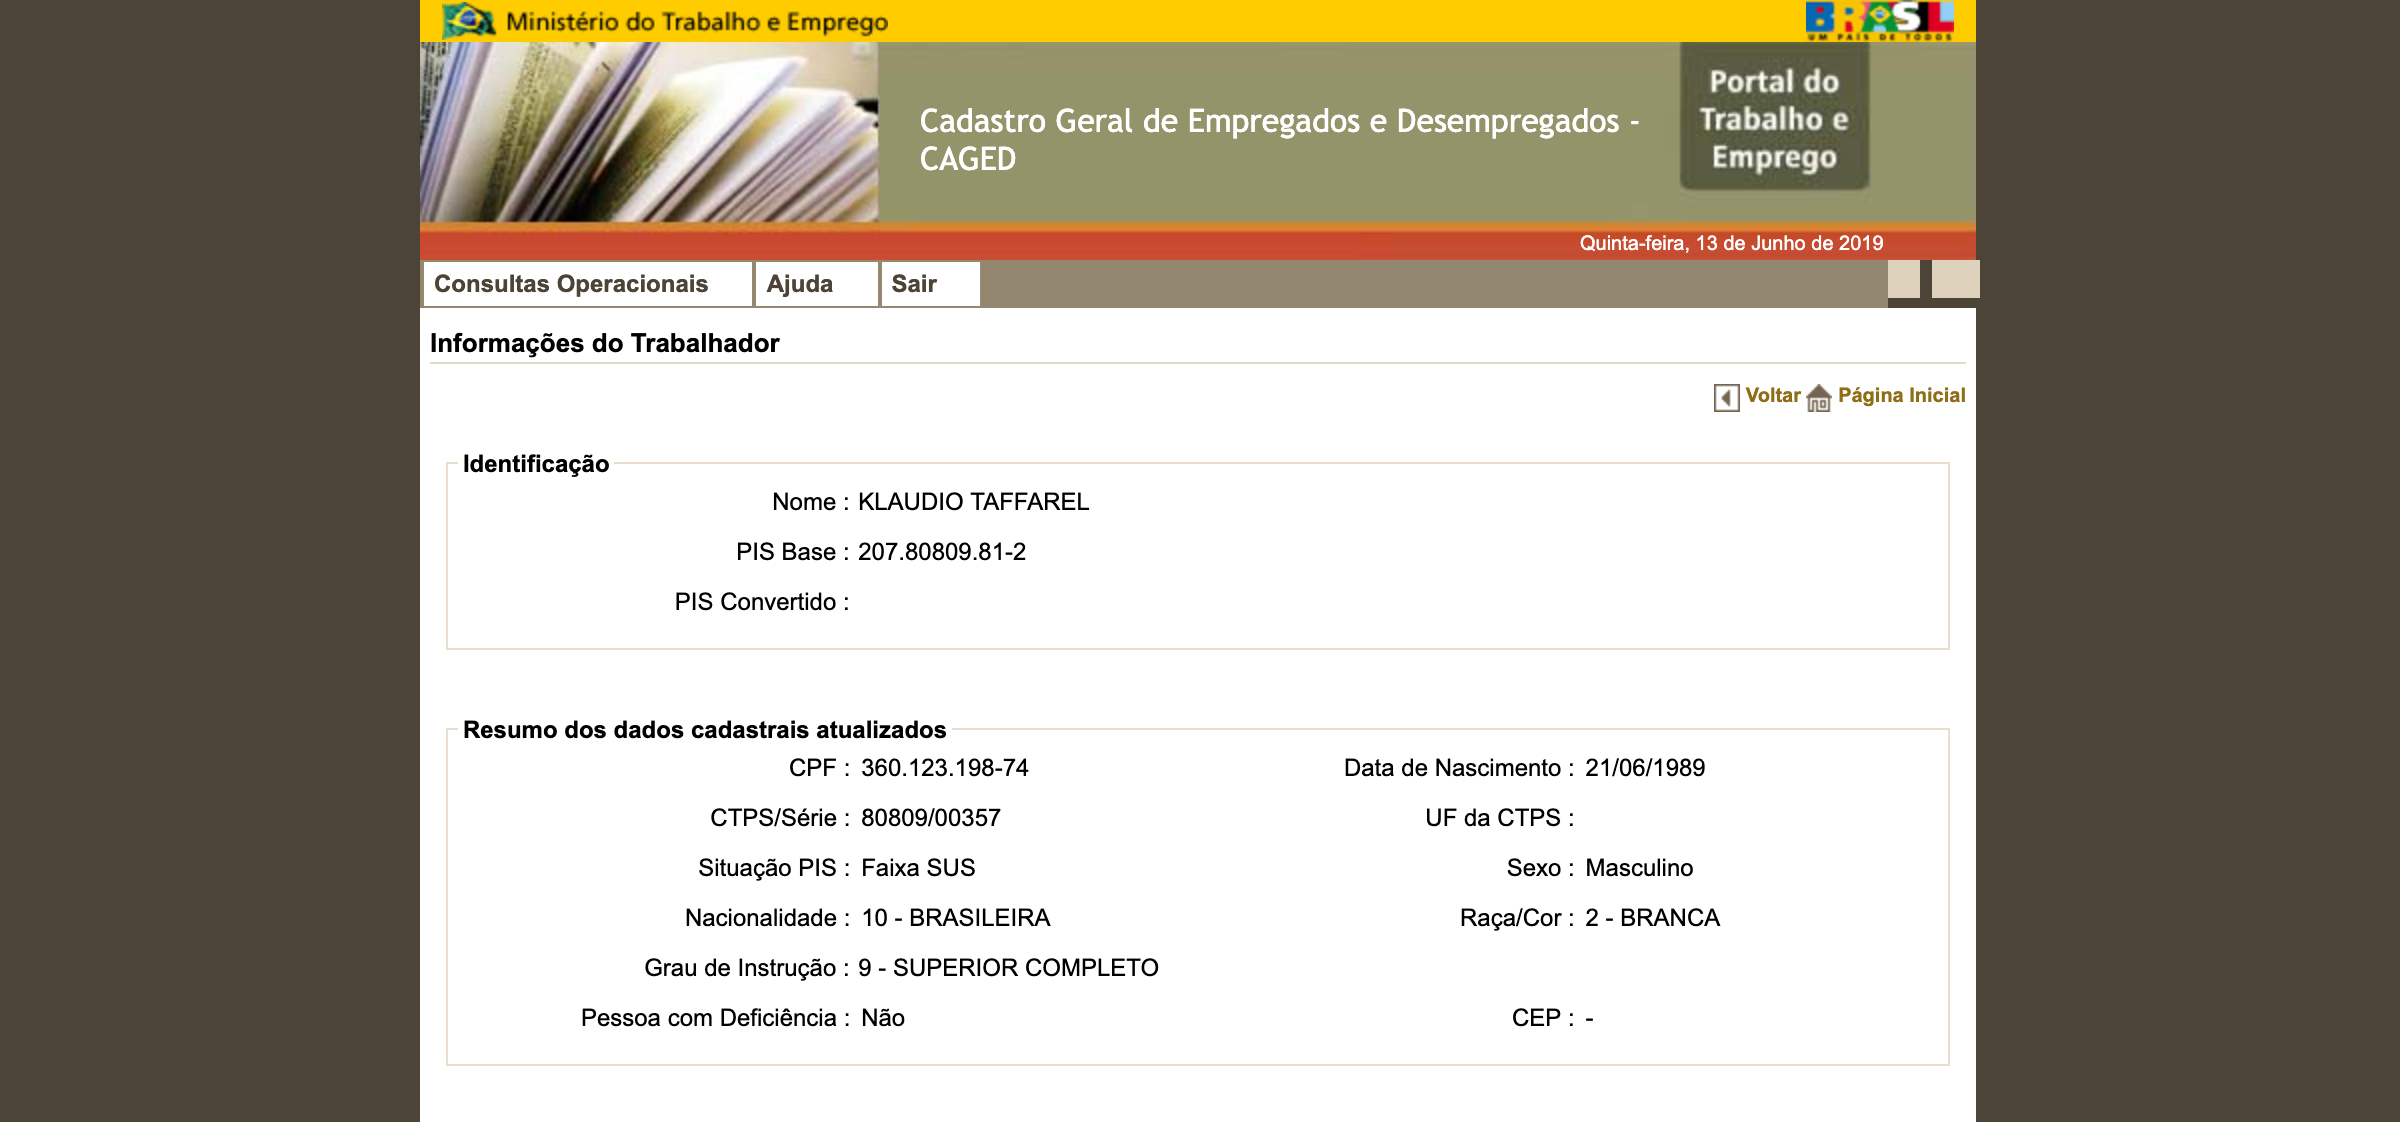 Ministério do Trabalho e Emprego
BRASIL
UM PAÍS DE TODOS
Cadastro Geral de Empregados e Desempregados -
CAGED
Portal do
Trabalho e
Emprego
Quinta-feira, 13 de Junho de 2019
Consultas Operacionais Ajuda Sair
Informações do Trabalhador
Voltar Página Inicial
Identificação
Nome : KLAUDIO TAFFAREL
PIS Base : 207.80809.81-2
PIS Convertido :
Resumo dos dados cadastrais atualizados
CPF : 360.123.198-74 Data de Nascimento : 21/06/1989
CTPS/Série : 80809/00357 UF da CTPS :
Situação PIS : Faixa SUS Sexo : Masculino
Nacionalidade : 10 - BRASILEIRA Raça/Cor : 2 - BRANCA
Grau de Instrução : 9 - SUPERIOR COMPLETO
Pessoa com Deficiência : Não CEP : -